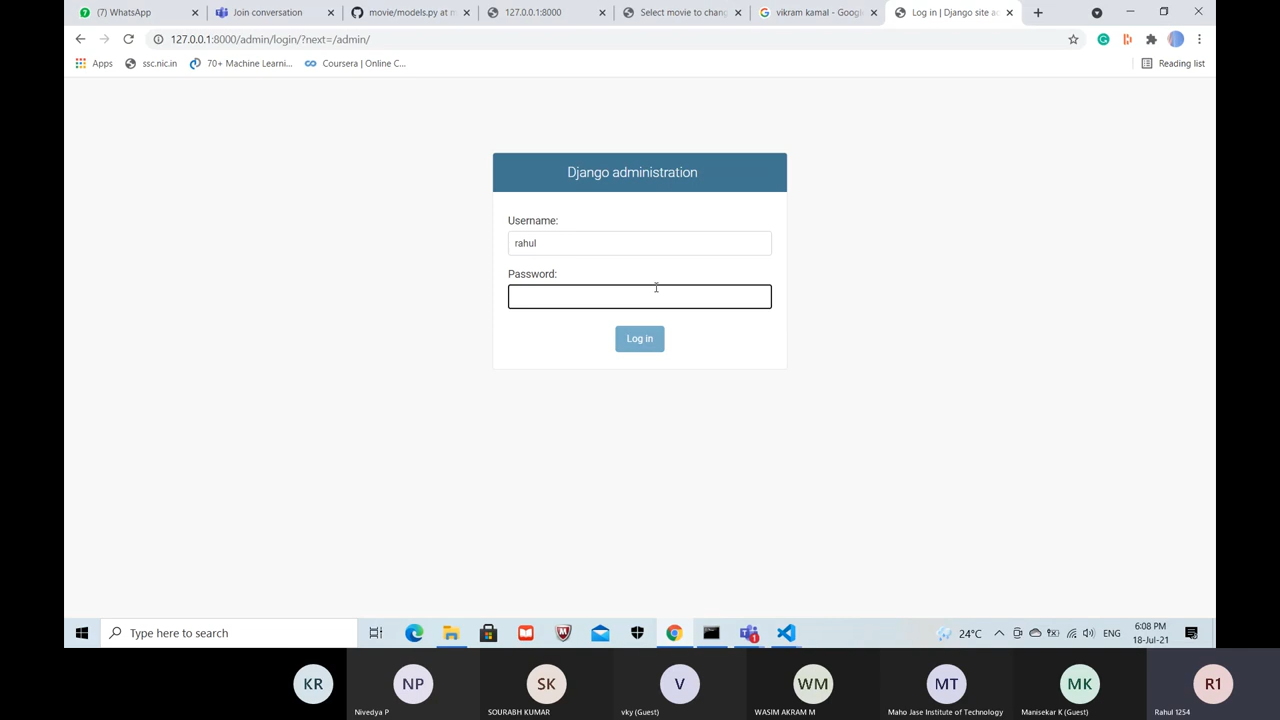 (7) WhatsApp
Join conversation
movie/models.py at m
127.0.0.1:8000
Select movie to chang
vikram kamal - Google
Log in | Django site ad
127.0.0.1:8000/admin/login/?next=/admin/
Apps
ssc.nic.in
70+ Machine Learni...
Coursera | Online C...
Reading list
Django administration
Username:
rahul
Password:
Log in
Type here to search
24°C
ENG
6:08 PM
18-Jul-21
KR
NP
Nivedya P
SK
SOURABH KUMAR
V
vky (Guest)
WM
WASIM AKRAM M
MT
Maho Jase Institute of Technology
MK
Manisekar K (Guest)
R1
Rahul 1254